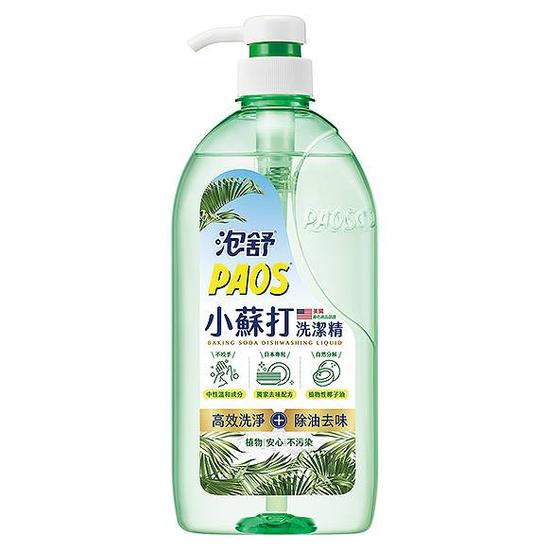 PAOS
泡舒
PAOS
小蘇打 洗潔精
美國
BAKING SODA DISHWASHING LIQUID
不咬手 日本專利 自然分解
中性溫和成分 獨家去味配方 植物性椰子油
高效洗淨 + 除油去味
植物 安心 不污染